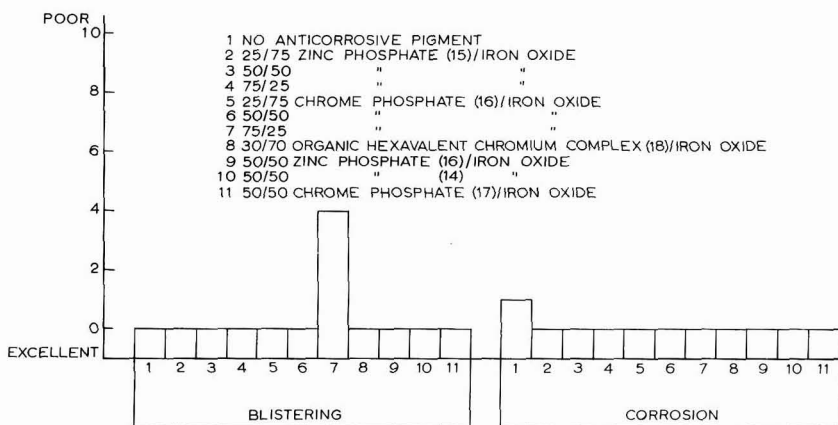 POOR
10
8
6
4
2
0
EXCELLENT
1 NO ANTICORROSIVE PIGMENT
2 25/75 ZINC PHOSPHATE (15)/IRON OXIDE
3 50/50 " "
4 75/25 " "
5 25/75 CHROME PHOSPHATE (16)/IRON OXIDE
6 50/50 " "
7 75/25 " "
8 30/70 ORGANIC HEXAVALENT CHROMIUM COMPLEX (18)/IRON OXIDE
9 50/50 ZINC PHOSPHATE (16)/IRON OXIDE
10 50/50 " (14) "
11 50/50 CHROME PHOSPHATE (17)/IRON OXIDE
1 2 3 4 5 6 7 8 9 10 11 1 2 3 4 5 6 7 8 9 10 11
BLISTERING CORROSION